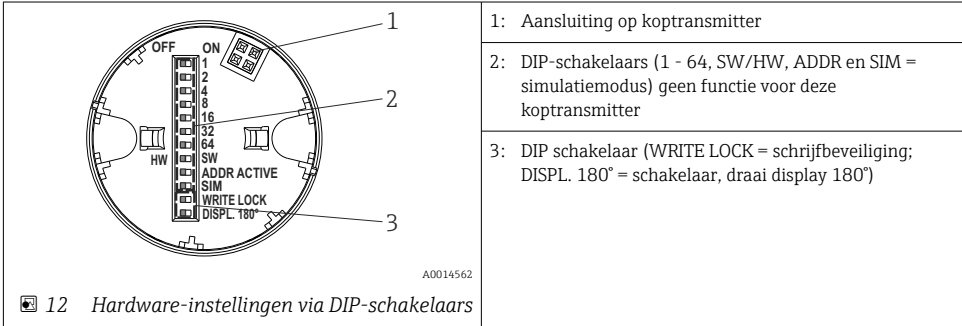 OFF ON
1
2
4
8
16
32
64
HW SW
ADDR ACTIVE
SIM
WRITE LOCK
DISPL. 180°
1
2
3
A0014562
12 Hardware-instellingen via DIP-schakelaars
1: Aansluiting op koptransmitter
2: DIP-schakelaars (1 - 64, SW/HW, ADDR en SIM =
simulatiemodus) geen functie voor deze
koptransmitter
3: DIP schakelaar (WRITE LOCK = schrijfbeveiliging;
DISPL. 180° = schakelaar, draai display 180°)